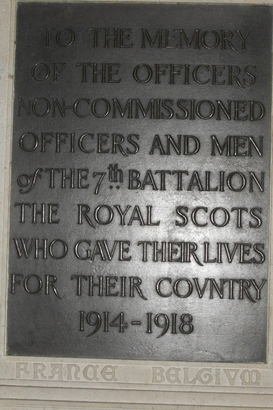 TO THE MEMORY
OF THE OFFICERS
NON-COMMISSIONED
OFFICERS AND MEN
of THE 7th BATTALION
THE ROYAL SCOTS
WHO GAVE THEIR LIVES
FOR THEIR COVNTRY
1914-1918
FRANCE BELGIVM